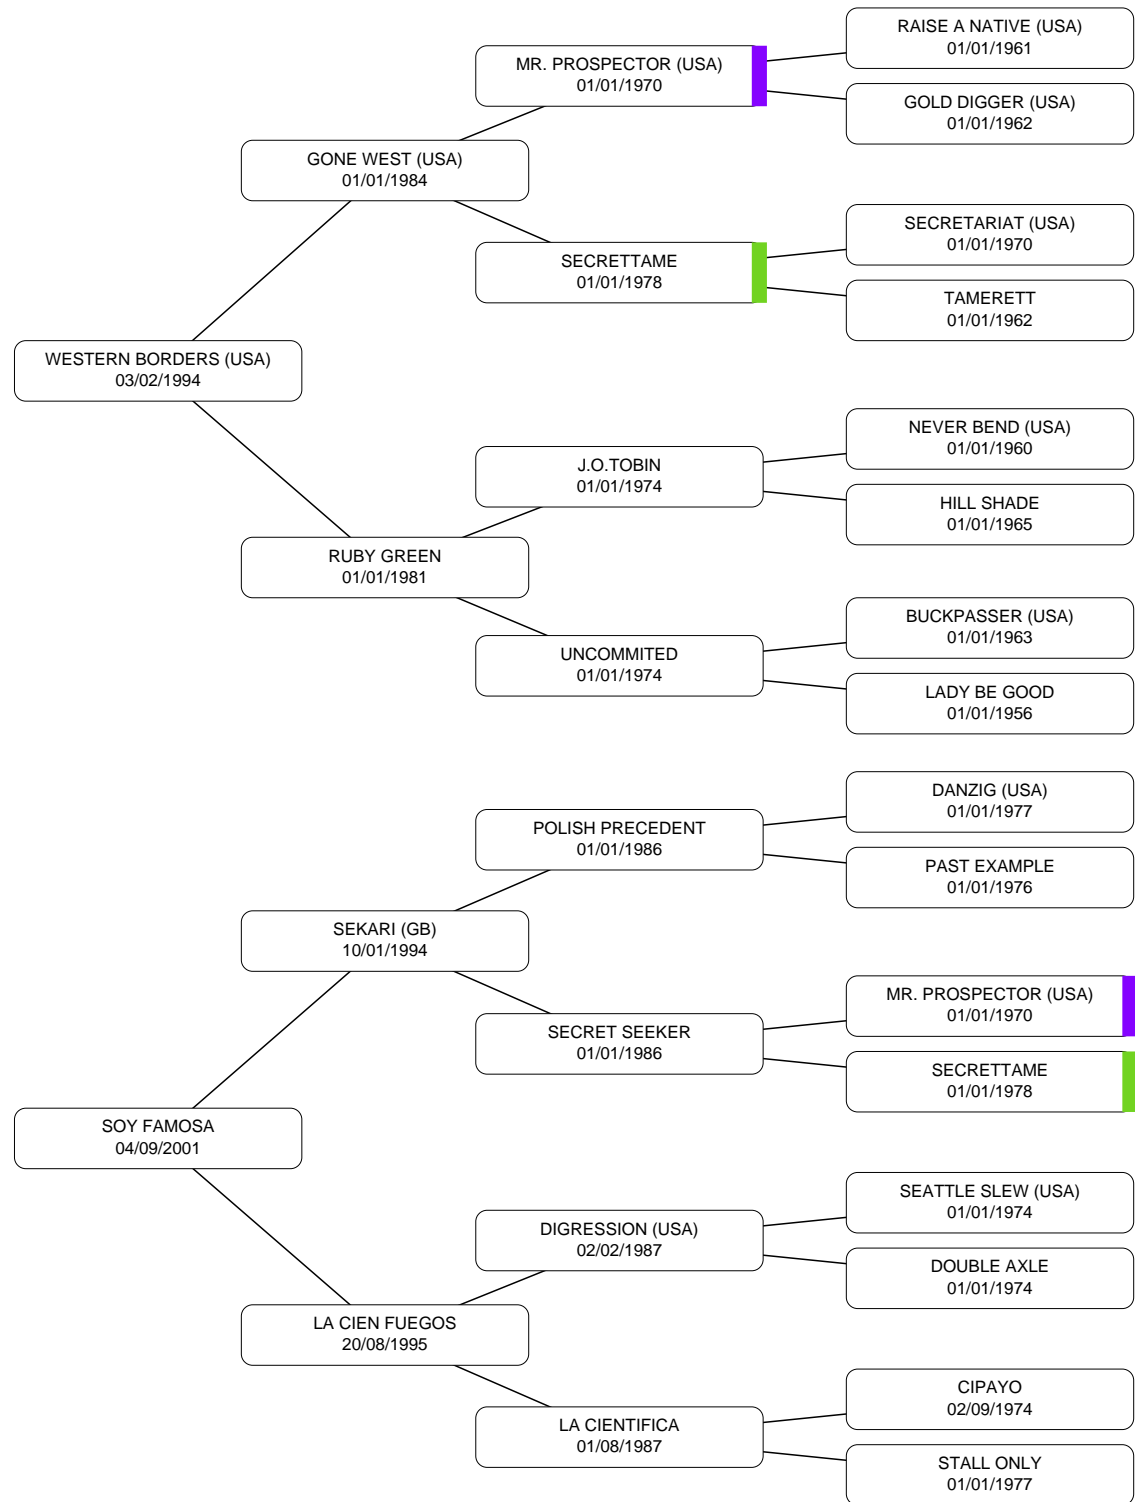 RAISE A NATIVE (USA)
01/01/1961
MR. PROSPECTOR (USA)
01/01/1970
GOLD DIGGER (USA)
01/01/1962
GONE WEST (USA)
01/01/1984
SECRETARIAT (USA)
01/01/1970
SECRETTAME
01/01/1978
TAMERETT
01/01/1962
WESTERN BORDERS (USA)
03/02/1994
NEVER BEND (USA)
01/01/1960
J.O.TOBIN
01/01/1974
HILL SHADE
01/01/1965
RUBY GREEN
01/01/1981
BUCKPASSER (USA)
01/01/1963
UNCOMMITED
01/01/1974
LADY BE GOOD
01/01/1956
DANZIG (USA)
01/01/1977
POLISH PRECEDENT
01/01/1986
PAST EXAMPLE
01/01/1976
SEKARI (GB)
10/01/1994
MR. PROSPECTOR (USA)
01/01/1970
SECRET SEEKER
01/01/1986
SECRETTAME
01/01/1978
SOY FAMOSA
04/09/2001
SEATTLE SLEW (USA)
01/01/1974
DIGRESSION (USA)
02/02/1987
DOUBLE AXLE
01/01/1974
LA CIEN FUEGOS
20/08/1995
CIPAYO
02/09/1974
LA CIENTIFICA
01/08/1987
STALL ONLY
01/01/1977